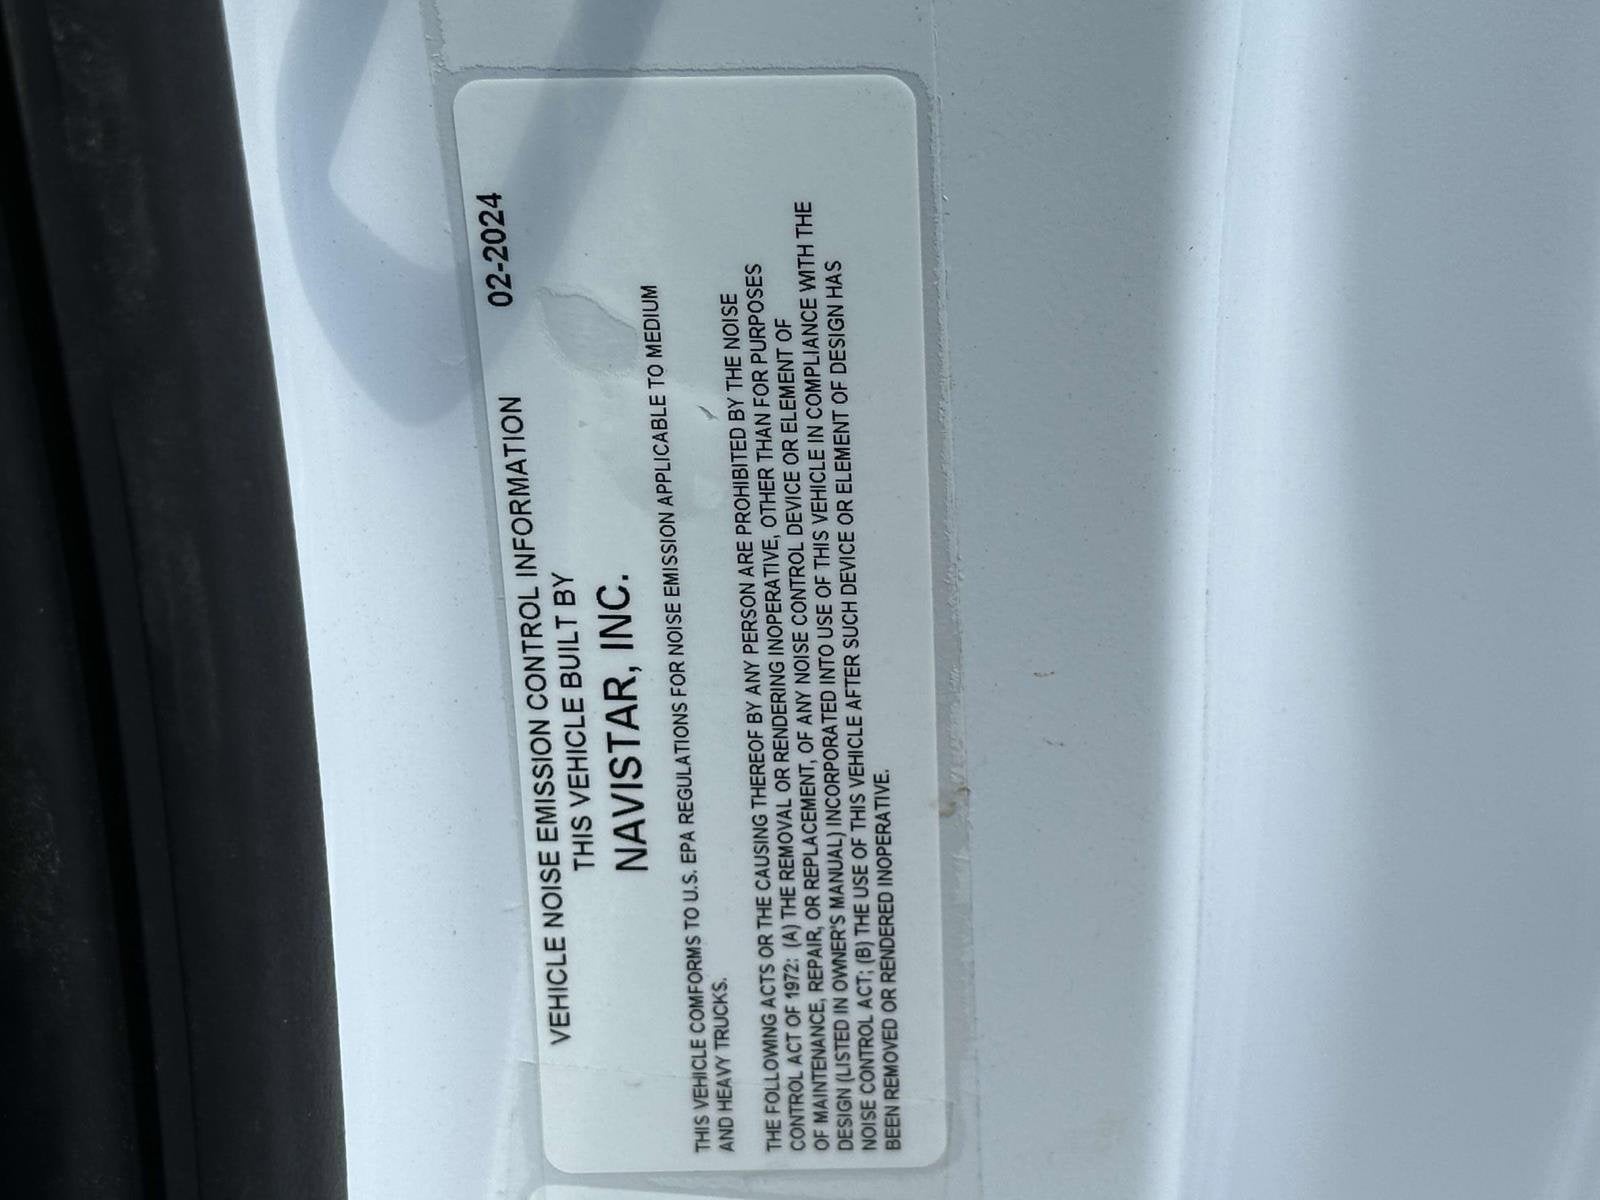 VEHICLE NOISE EMISSION CONTROL INFORMATION 02-2024
THIS VEHICLE BUILT BY
NAVISTAR, INC.
THIS VEHICLE COMFORMS TO U.S. EPA REGULATIONS FOR NOISE EMISSION APPLICABLE TO MEDIUM
AND HEAVY TRUCKS.
THE FOLLOWING ACTS OR THE CAUSING THEREOF BY ANY PERSON ARE PROHIBITED BY THE NOISE
CONTROL ACT OF 1972: (A) THE REMOVAL OR RENDERING INOPERATIVE, OTHER THAN FOR PURPOSES
OF MAINTENANCE, REPAIR, OR REPLACEMENT, OF ANY NOISE CONTROL DEVICE OR ELEMENT OF
DESIGN (LISTED IN OWNER'S MANUAL) INCORPORATED INTO USE OF THIS VEHICLE IN COMPLIANCE WITH THE
NOISE CONTROL ACT; (B) THE USE OF THIS VEHICLE AFTER SUCH DEVICE OR ELEMENT OF DESIGN HAS
BEEN REMOVED OR RENDERED INOPERATIVE.